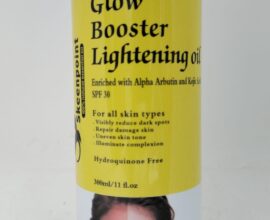 Glow
Booster
Lightening oil
Enriched with Alpha Arbutin and Kojic
SPF 30
For all skin types
- Visibly reduce dark spots
- Repair damage skin
- Uneven skin tone
- Illuminate complexion
Hydroquinone Free
300ml/11 fl.oz
Skeenpoint